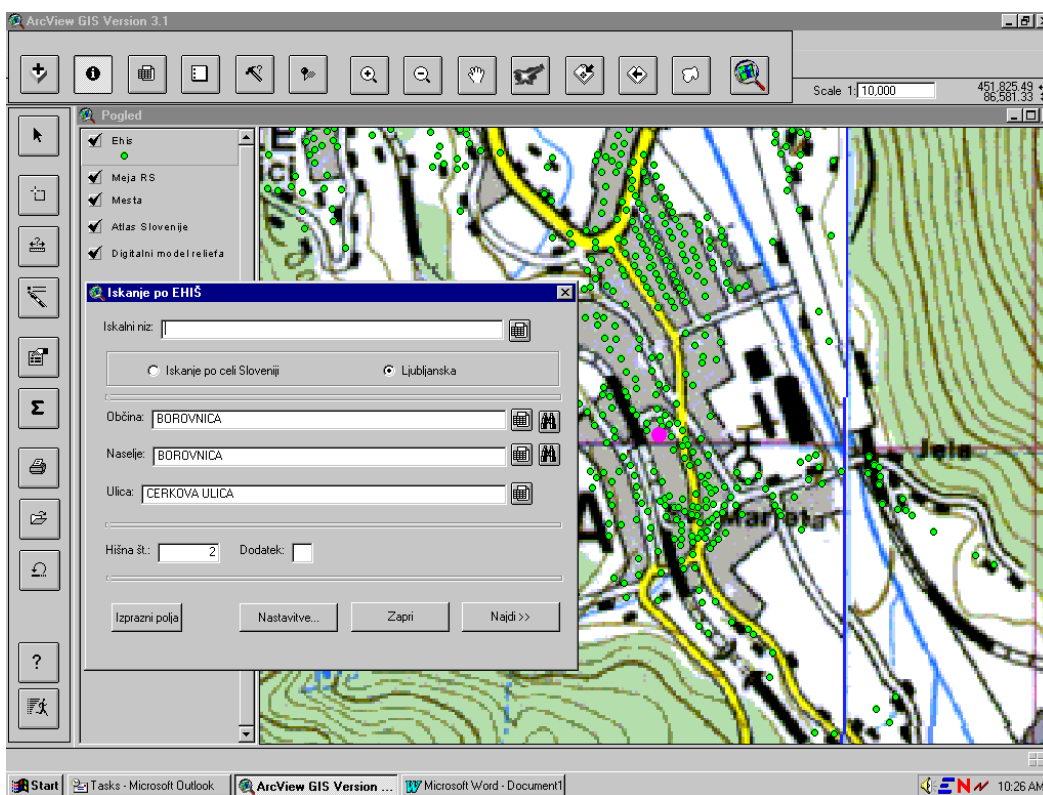 ArcView GIS Version 3.1
Scale 1: 10,000
451,825.49
86,581.33
Pogled
Ehis
Meja RS
Mesta
Atlas Slovenije
Digitalni model reliefa
Iskanje po EHIŠ
Iskalni niz:
Iskanje po celi Sloveniji
Ljubljanska
Občina: BOROVNICA
Naselje: BOROVNICA
Ulica: CERKOVA ULICA
Hišna št.: 2 Dodatek:
Izprazni polja
Nastavitve...
Zapri
Najdi >>
Jela
Marjeta
A
Σ
?
Start
Tasks - Microsoft Outlook
ArcView GIS Version ...
Microsoft Word - Document1
10:26 AM